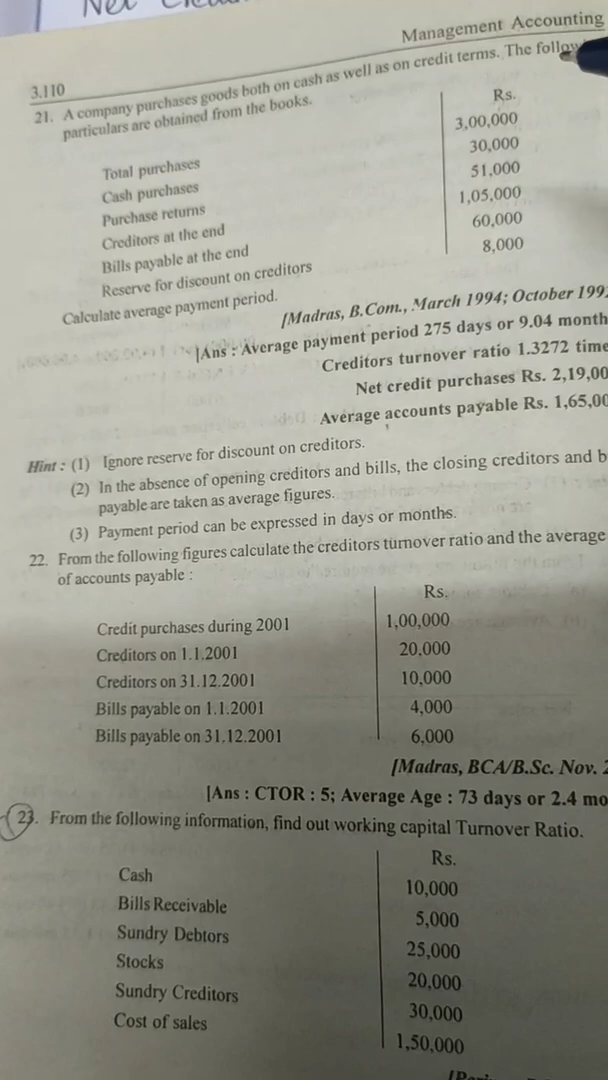 Net
3.110
Management Accounting
21. A company purchases goods both on cash as well as on credit terms. The
particulars are obtained from the books.
Rs.
Total purchases 3,00,000
Cash purchases 30,000
Purchase returns 51,000
Creditors at the end 1,05,000
Bills payable at the end 60,000
Reserve for discount on creditors 8,000
Calculate average payment period.
[Madras, B.Com., March 1994; October 199
[Ans : Average payment period 275 days or 9.04 month
Creditors turnover ratio 1.3272 time
Net credit purchases Rs. 2,19,00
Average accounts payable Rs. 1,65,00
Hint : (1) Ignore reserve for discount on creditors.
(2) In the absence of opening creditors and bills, the closing creditors and b
payable are taken as average figures.
(3) Payment period can be expressed in days or months.
22. From the following figures calculate the creditors turnover ratio and the average
of accounts payable :
Rs.
Credit purchases during 2001 1,00,000
Creditors on 1.1.2001 20,000
Creditors on 31.12.2001 10,000
Bills payable on 1.1.2001 4,000
Bills payable on 31.12.2001 6,000
[Madras, BCA/B.Sc. Nov. 2
[Ans : CTOR : 5; Average Age : 73 days or 2.4 mo
23. From the following information, find out working capital Turnover Ratio.
Rs.
Cash 10,000
Bills Receivable 5,000
Sundry Debtors 25,000
Stocks 20,000
Sundry Creditors 30,000
Cost of sales 1,50,000